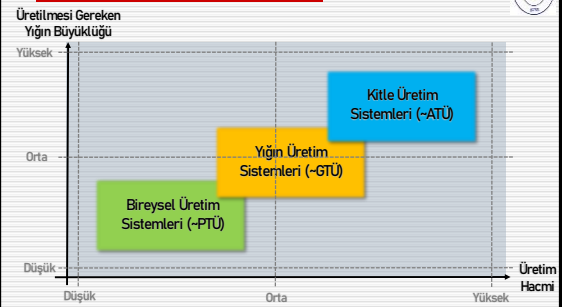 Üretilmesi Gereken
Yığın Büyüklüğü
Yüksek
Kitle Üretim
Sistemleri (~ATÜ)
Orta
Yığın Üretim
Sistemleri (~GTÜ)
Bireysel Üretim
Sistemleri (~PTÜ)
Düşük
Üretim
Hacmi
Düşük
Orta
Yüksek